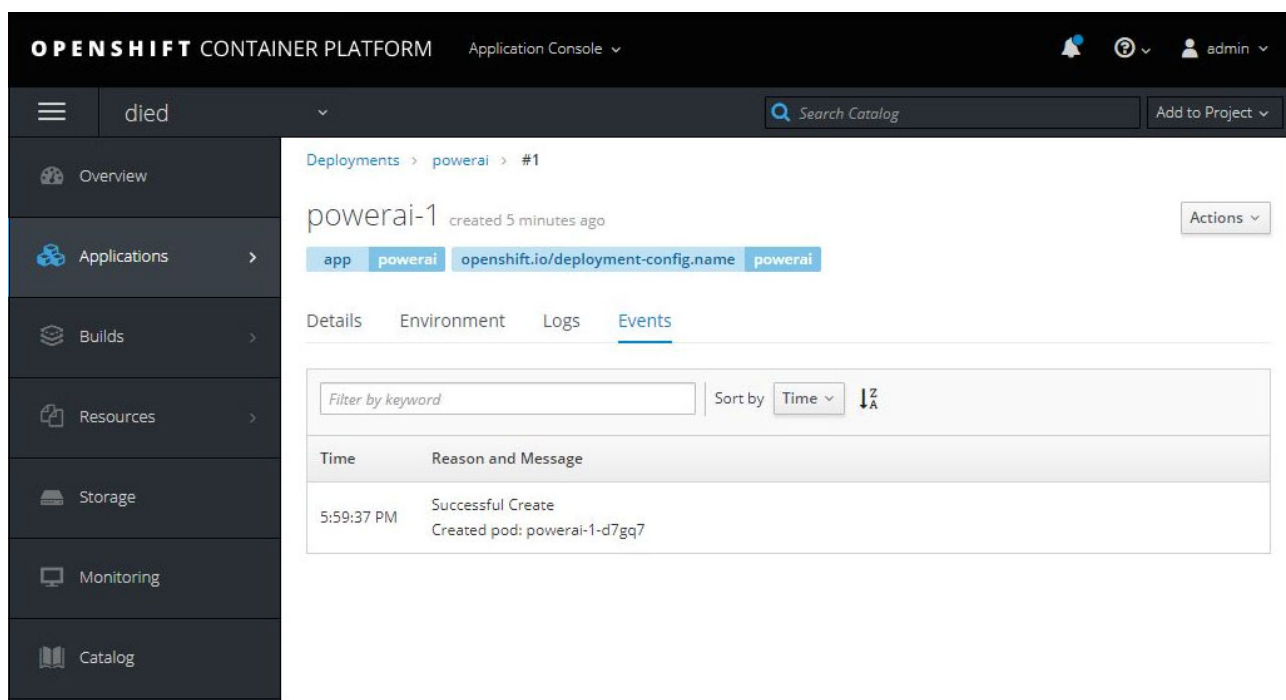 OPENSHIFT CONTAINER PLATFORM Application Console admin
died Search Catalog Add to Project
Overview
Applications
Builds
Resources
Storage
Monitoring
Catalog
Deployments > powerai > #1
powerai-1 created 5 minutes ago Actions
app powerai openshift.io/deployment-config.name powerai
Details Environment Logs Events
Filter by keyword Sort by Time
Time Reason and Message
5:59:37 PM Successful Create
Created pod: powerai-1-d7gq7